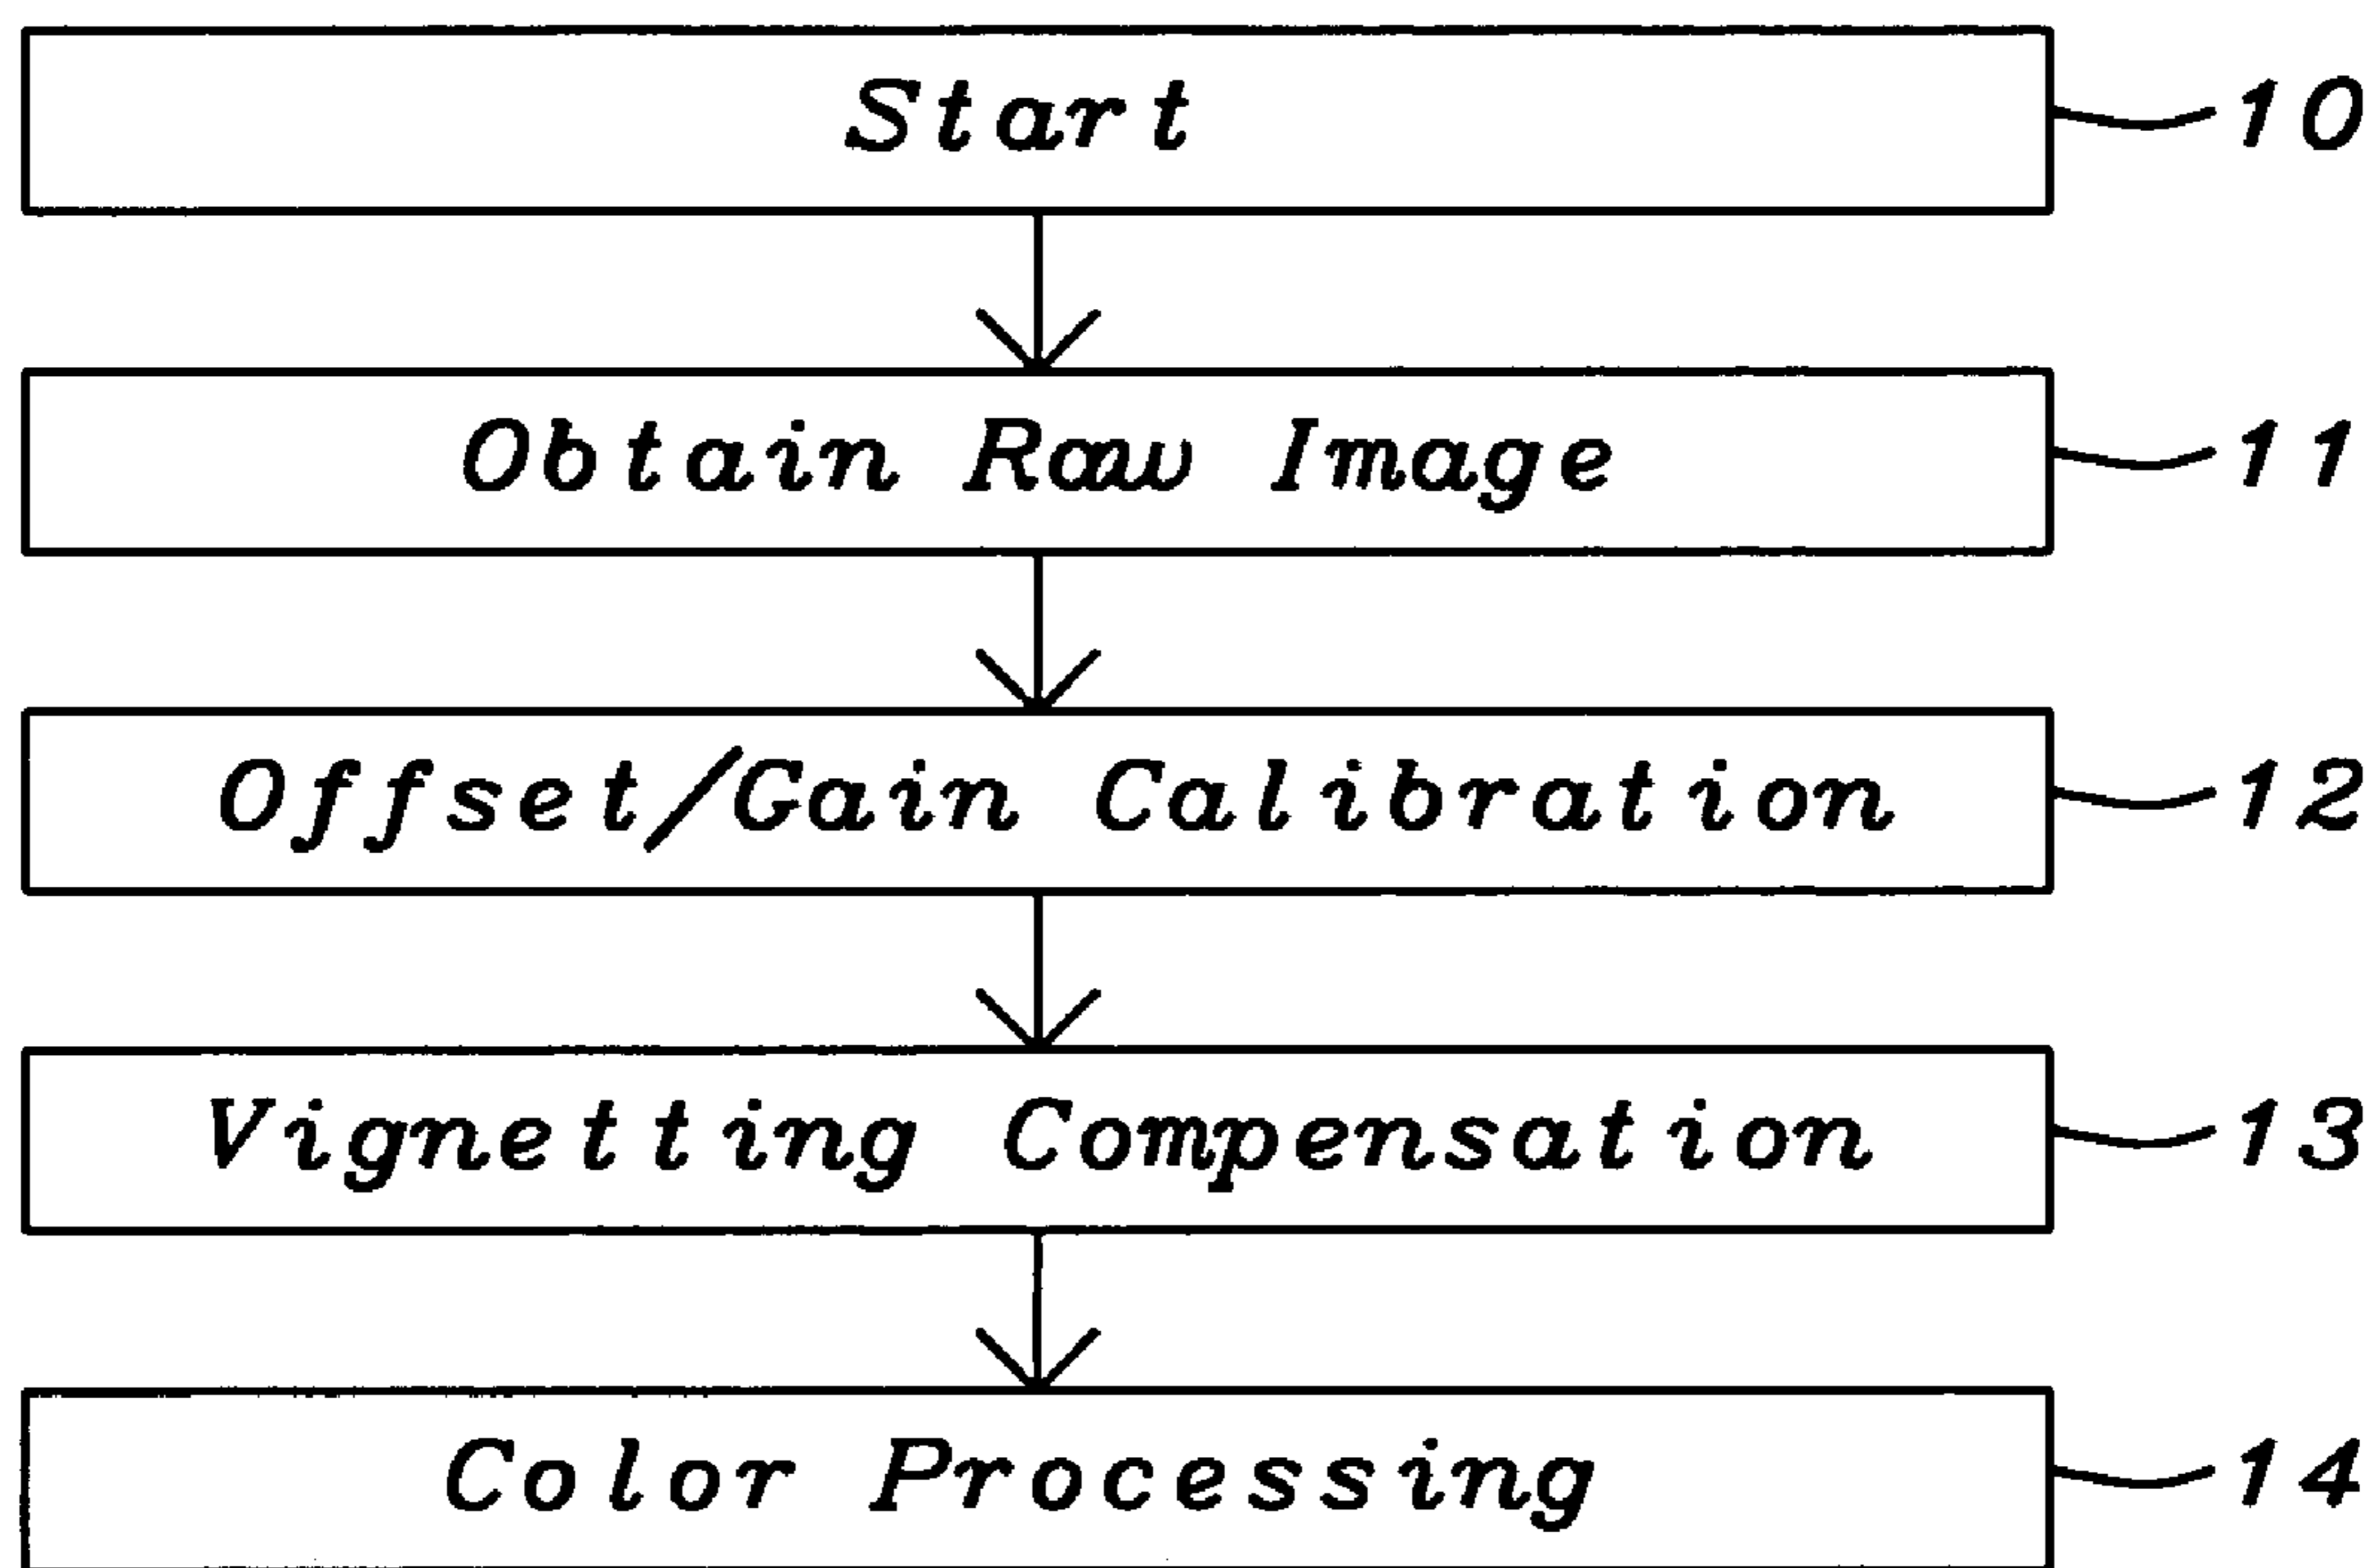 Start 10
Obtain Raw Image 11
Offset/Gain Calibration 12
Vignetting Compensation 13
Color Processing 14